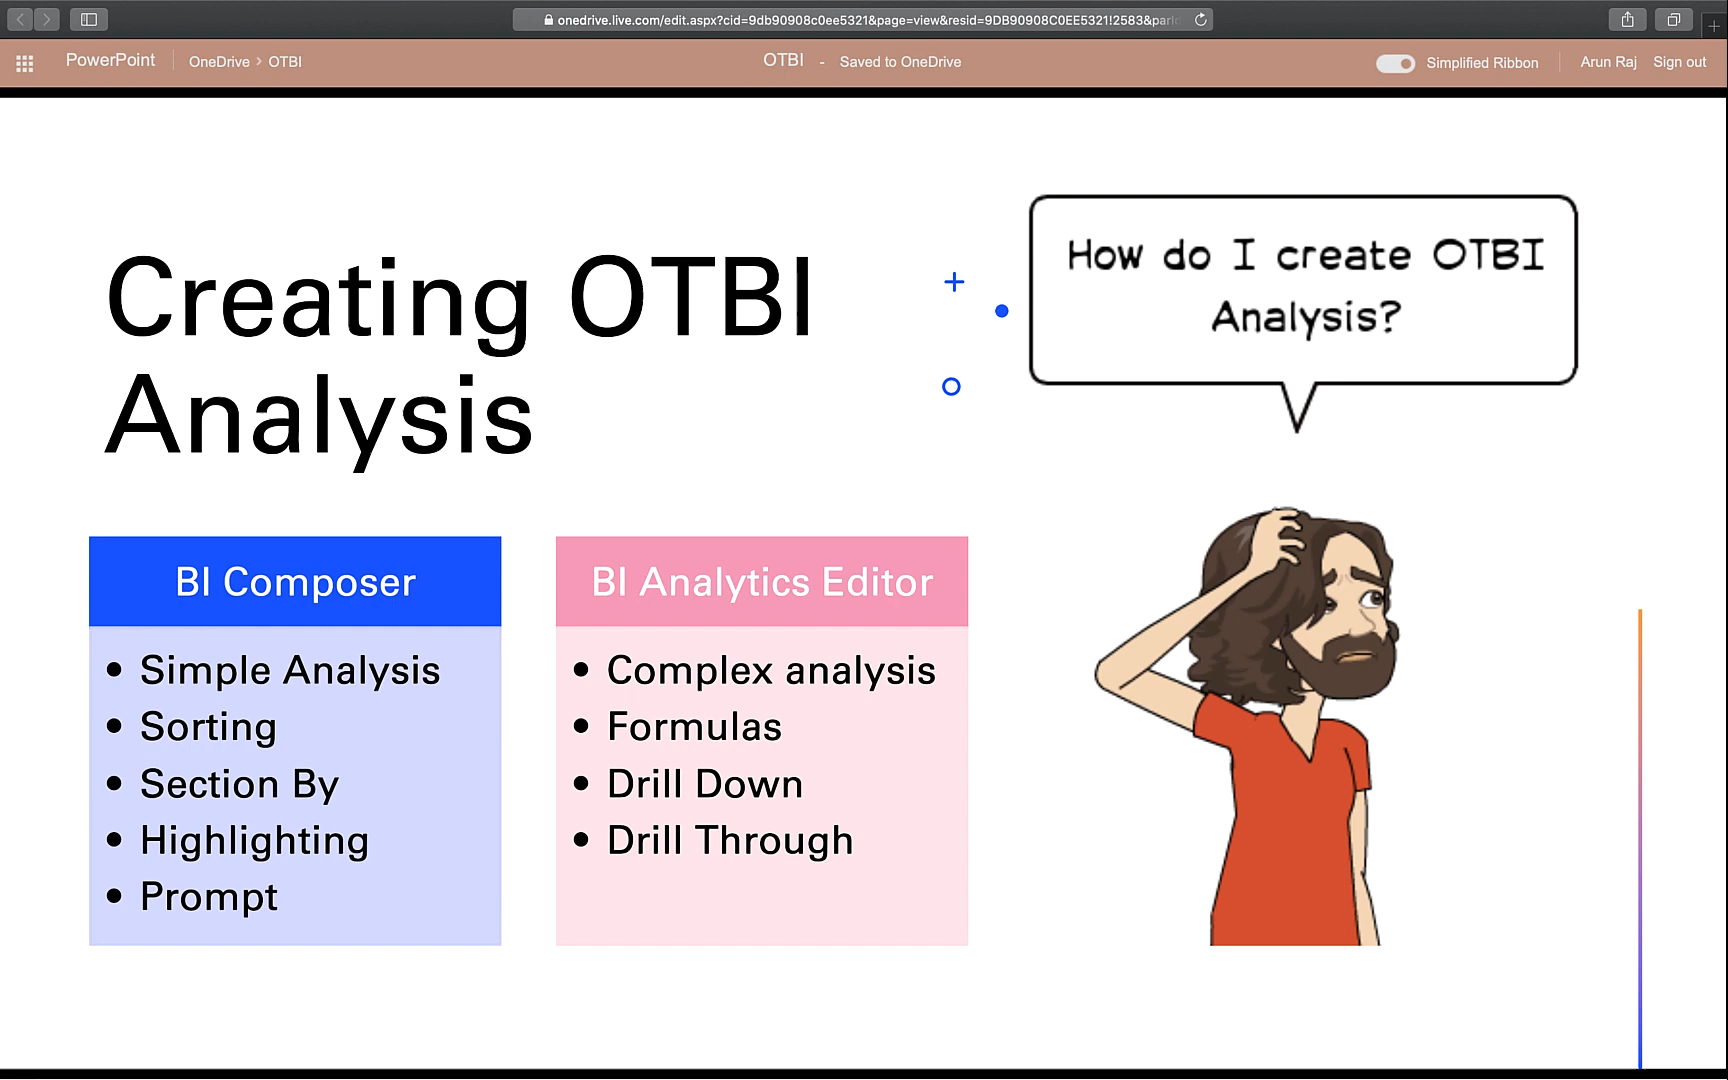 onedrive.live.com/edit.aspx?cid=9db90908c0ee5321&page=view&resid=9DB90908C0EE5321!2583&parId
PowerPoint
OneDrive › OTBI
OTBI - Saved to OneDrive
Simplified Ribbon
Arun Raj
Sign out
Creating OTBI
Analysis
How do I create OTBI
Analysis?
BI Composer
• Simple Analysis
• Sorting
• Section By
• Highlighting
• Prompt
BI Analytics Editor
• Complex analysis
• Formulas
• Drill Down
• Drill Through